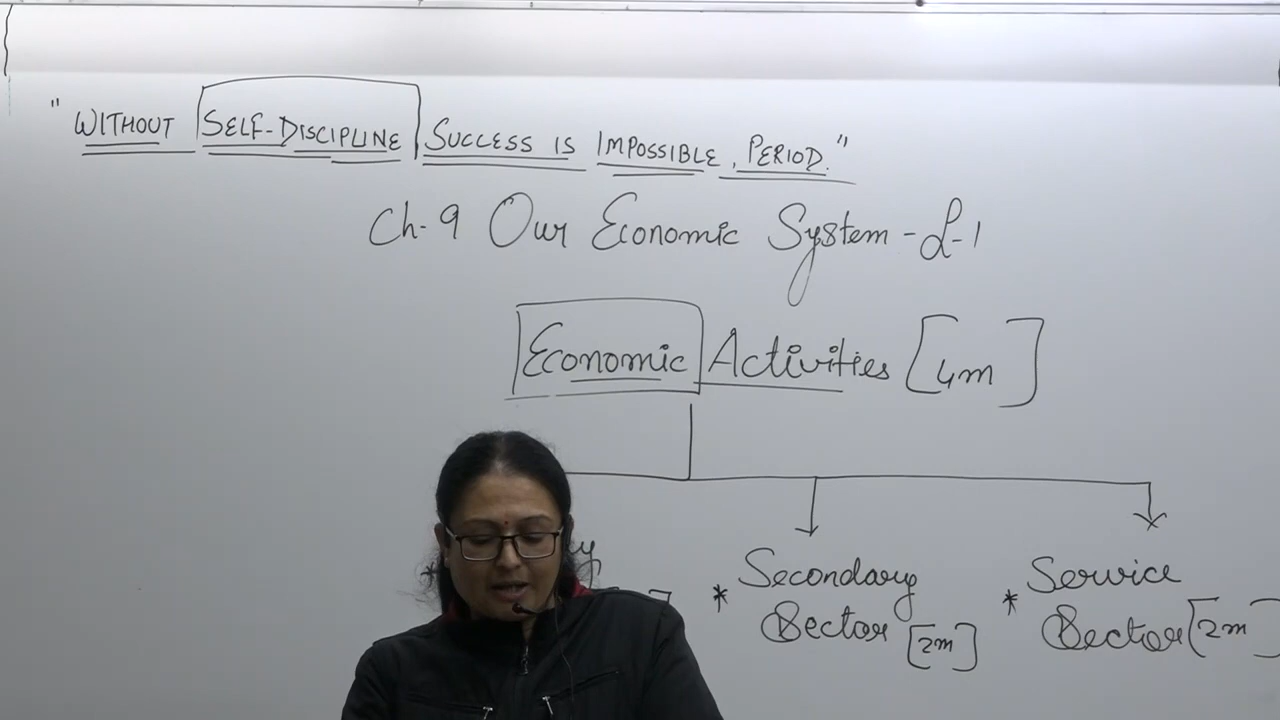 "WITHOUT SELF-DISCIPLINE SUCCESS IS IMPOSSIBLE, PERIOD."
Ch-9 Our Economic System - L-1
Economic Activities [4m]
* Secondary
Sector [2m]
* Service
Sector [2m]